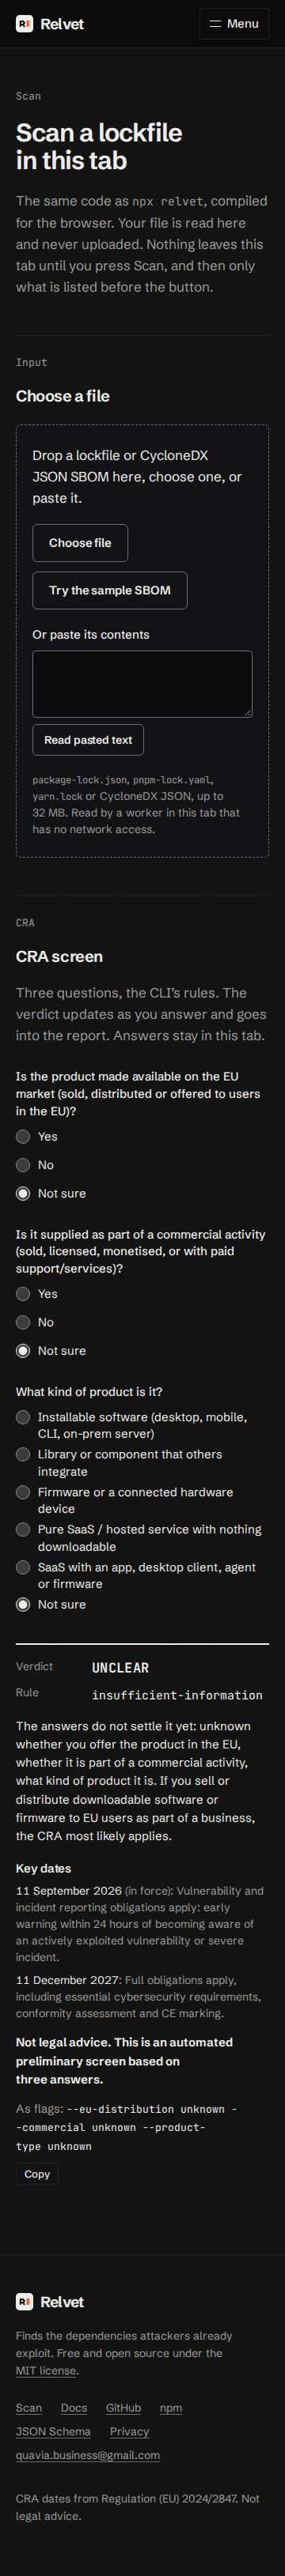 Relvet
Menu
Scan
Scan a lockfile
in this tab
The same code as npx relvet, compiled
for the browser. Your file is read here
and never uploaded. Nothing leaves this
tab until you press Scan, and then only
what is listed before the button.
Input
Choose a file
Drop a lockfile or CycloneDX
JSON SBOM here, choose one, or
paste it.
Choose file
Try the sample SBOM
Or paste its contents
Read pasted text
package-lock.json, pnpm-lock.yaml,
yarn.lock or CycloneDX JSON, up to
32 MB. Read by a worker in this tab that
has no network access.
CRA
CRA screen
Three questions, the CLI’s rules. The
verdict updates as you answer and goes
into the report. Answers stay in this tab.
Is the product made available on the EU
market (sold, distributed or offered to users
in the EU)?
Yes
No
Not sure
Is it supplied as part of a commercial activity
(sold, licensed, monetised, or with paid
support/services)?
Yes
No
Not sure
What kind of product is it?
Installable software (desktop, mobile,
CLI, on-prem server)
Library or component that others
integrate
Firmware or a connected hardware
device
Pure SaaS / hosted service with nothing
downloadable
SaaS with an app, desktop client, agent
or firmware
Not sure
Verdict UNCLEAR
Rule insufficient-information
The answers do not settle it yet: unknown
whether you offer the product in the EU,
whether it is part of a commercial activity,
what kind of product it is. If you sell or
distribute downloadable software or
firmware to EU users as part of a business,
the CRA most likely applies.
Key dates
11 September 2026 (in force): Vulnerability and
incident reporting obligations apply: early
warning within 24 hours of becoming aware of
an actively exploited vulnerability or severe
incident.
11 December 2027: Full obligations apply,
including essential cybersecurity requirements,
conformity assessment and CE marking.
Not legal advice. This is an automated
preliminary screen based on
three answers.
As flags: --eu-distribution unknown -
-commercial unknown --product-
type unknown
Copy
Relvet
Finds the dependencies attackers already
exploit. Free and open source under the
MIT license.
Scan Docs GitHub npm
JSON Schema Privacy
quavia.business@gmail.com
CRA dates from Regulation (EU) 2024/2847. Not
legal advice.